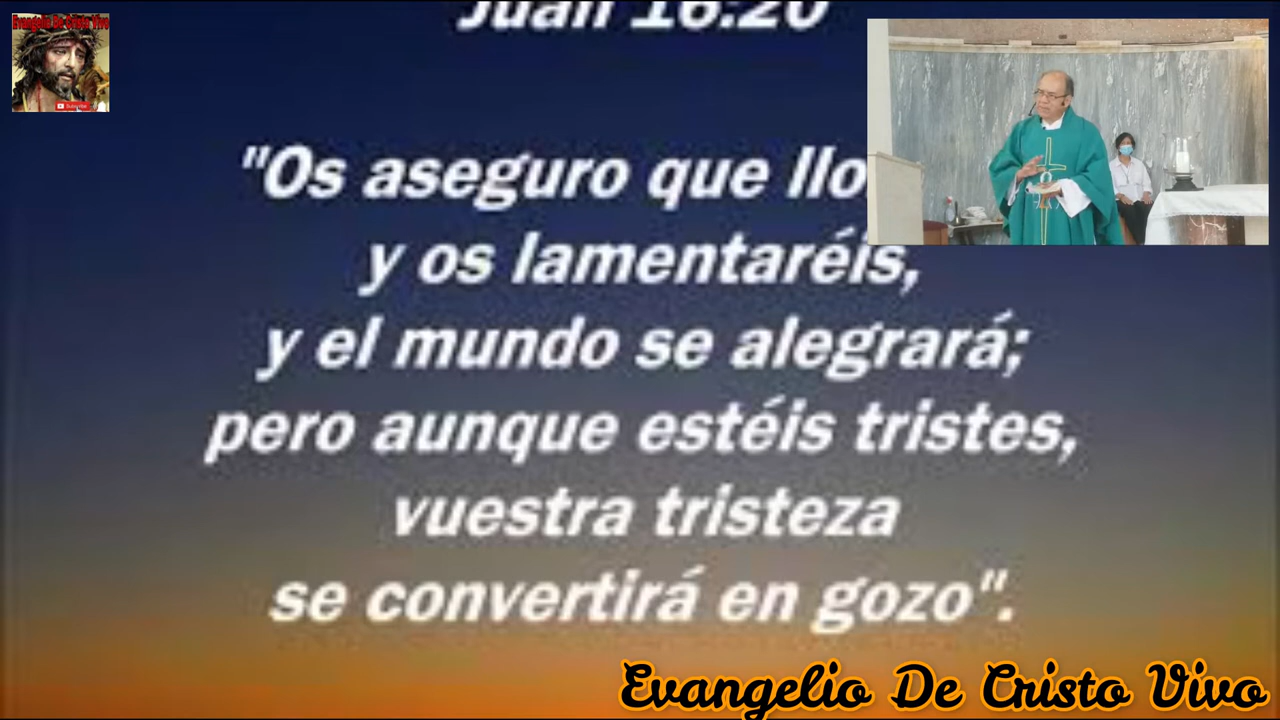 Evangelio De Cristo Vivo
Subscribe
Juan 16:20
"Os aseguro que llo
y os lamentaréis,
y el mundo se alegrará;
pero aunque estéis tristes,
vuestra tristeza
se convertirá en gozo".
Evangelio De Cristo Vivo